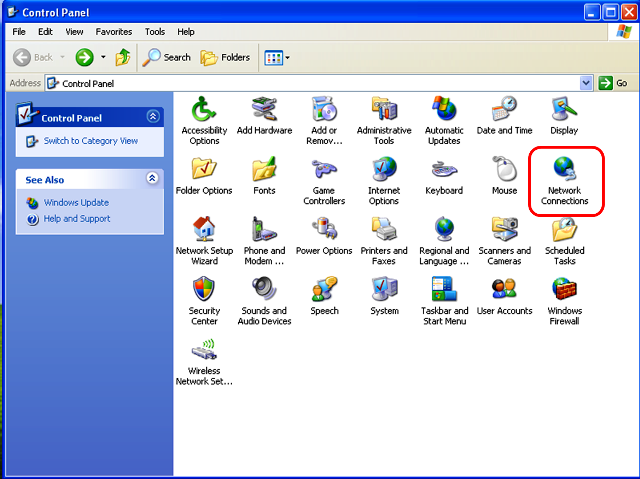 Control Panel
File Edit View Favorites Tools Help
Back Search Folders
Address Control Panel Go
Control Panel
Switch to Category View
See Also
Windows Update
Help and Support
Accessibility Options
Add Hardware
Add or Remov...
Administrative Tools
Automatic Updates
Date and Time
Display
Folder Options
Fonts
Game Controllers
Internet Options
Keyboard
Mouse
Network Connections
Network Setup Wizard
Phone and Modem ...
Power Options
Printers and Faxes
Regional and Language ...
Scanners and Cameras
Scheduled Tasks
Security Center
Sounds and Audio Devices
Speech
System
Taskbar and Start Menu
User Accounts
Windows Firewall
Wireless Network Set...